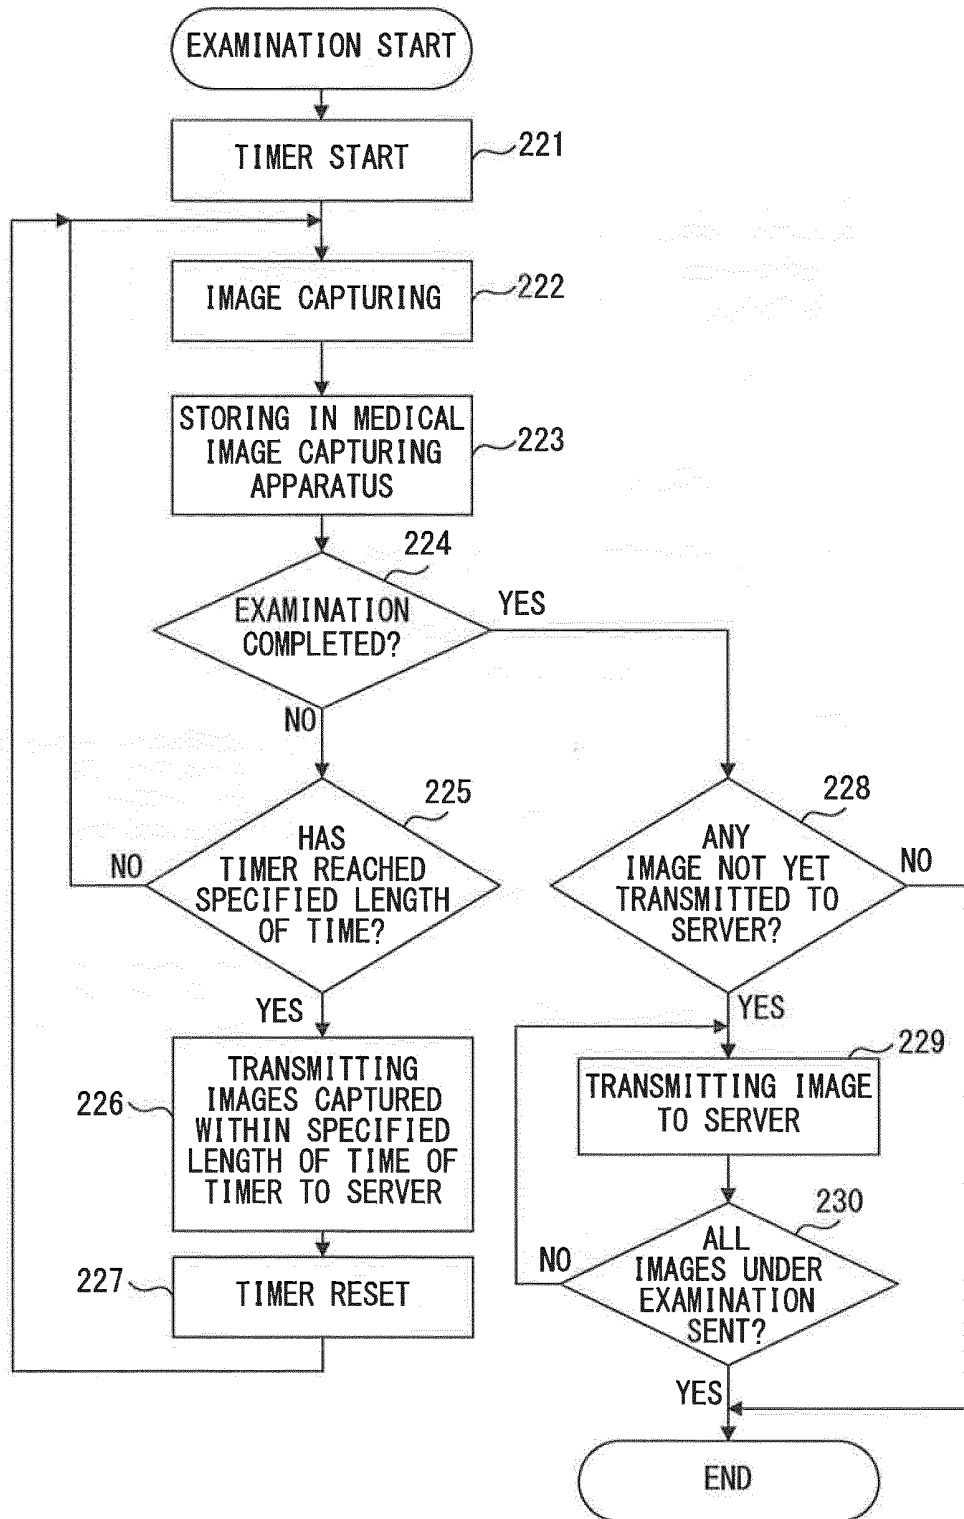 EXAMINATION START
TIMER START
221
IMAGE CAPTURING
222
STORING IN MEDICAL
IMAGE CAPTURING
APPARATUS
223
224
EXAMINATION
COMPLETED?
YES
NO
225
HAS
TIMER REACHED
SPECIFIED LENGTH
OF TIME?
NO
YES
228
ANY
IMAGE NOT YET
TRANSMITTED TO
SERVER?
NO
YES
226
TRANSMITTING
IMAGES CAPTURED
WITHIN SPECIFIED
LENGTH OF TIME OF
TIMER TO SERVER
229
TRANSMITTING IMAGE
TO SERVER
227
TIMER RESET
230
ALL
IMAGES UNDER
EXAMINATION
SENT?
NO
YES
END